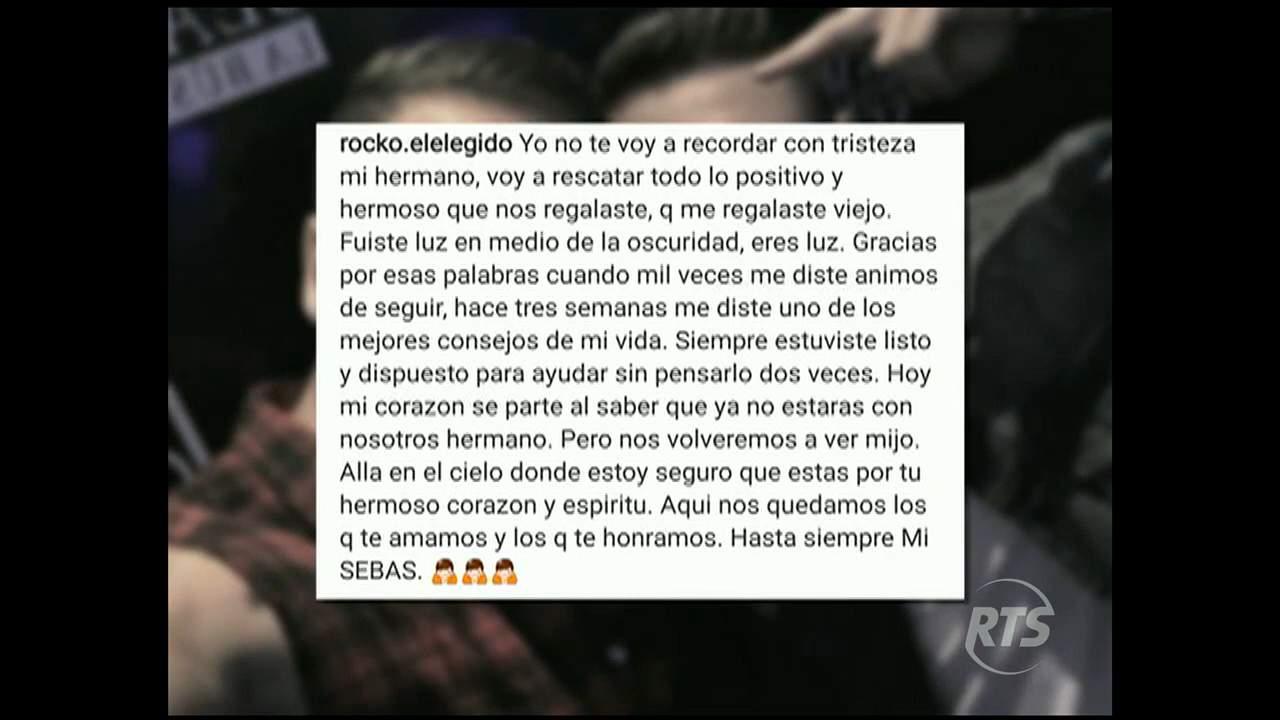 LA BUS
rocko.elelegido Yo no te voy a recordar con tristeza
mi hermano, voy a rescatar todo lo positivo y
hermoso que nos regalaste, q me regalaste viejo.
Fuiste luz en medio de la oscuridad, eres luz. Gracias
por esas palabras cuando mil veces me diste animos
de seguir, hace tres semanas me diste uno de los
mejores consejos de mi vida. Siempre estuviste listo
y dispuesto para ayudar sin pensarlo dos veces. Hoy
mi corazon se parte al saber que ya no estaras con
nosotros hermano. Pero nos volveremos a ver mijo.
Alla en el cielo donde estoy seguro que estas por tu
hermoso corazon y espiritu. Aqui nos quedamos los
q te amamos y los q te honramos. Hasta siempre Mi
SEBAS. 🙏🙏🙏
RTS